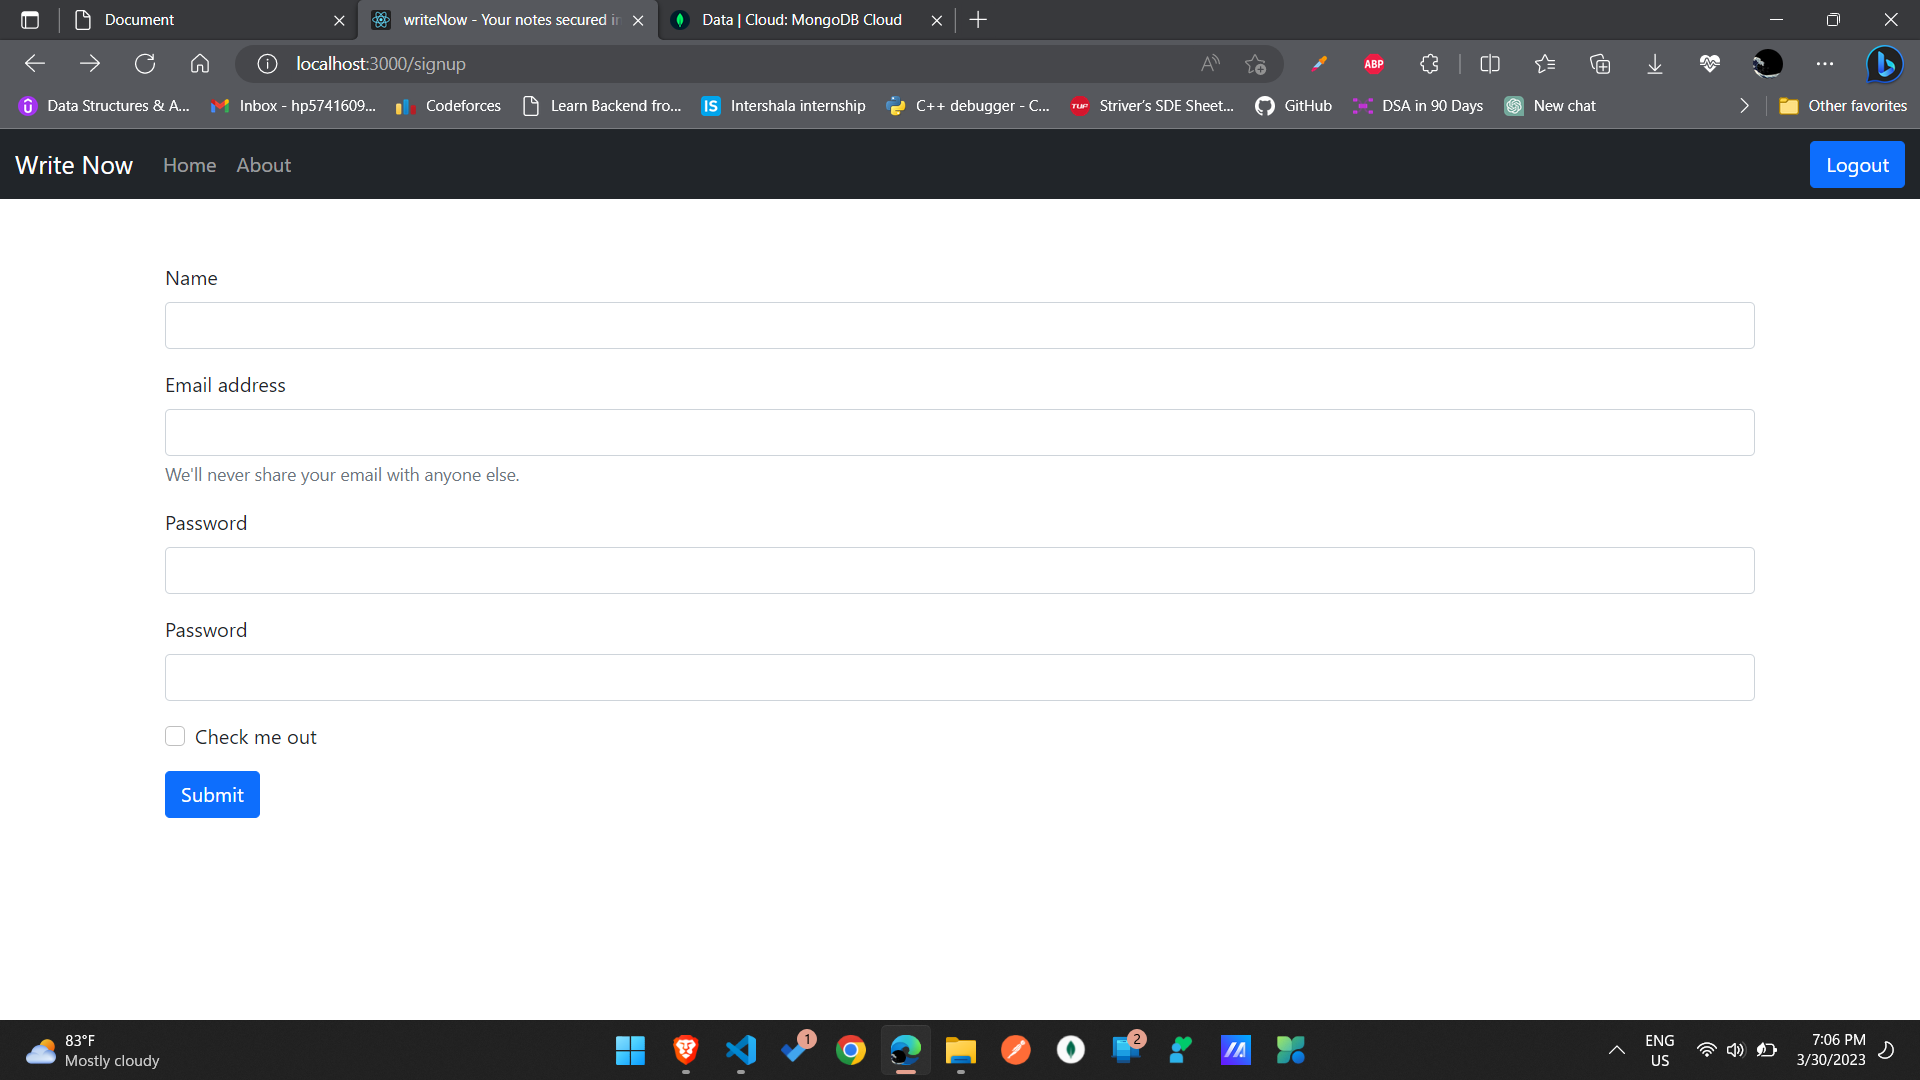 Document
writeNow - Your notes secured in
Data | Cloud: MongoDB Cloud
localhost:3000/signup
ABP
Data Structures & A...
Inbox - hp5741609...
Codeforces
Learn Backend fro...
IS
Intershala internship
C++ debugger - C...
TUF
Striver's SDE Sheet...
GitHub
DSA in 90 Days
New chat
Other favorites
Write Now
Home
About
Logout
Name
Email address
We'll never share your email with anyone else.
Password
Password
Check me out
Submit
83°F
Mostly cloudy
1
2
ENG
US
7:06 PM
3/30/2023